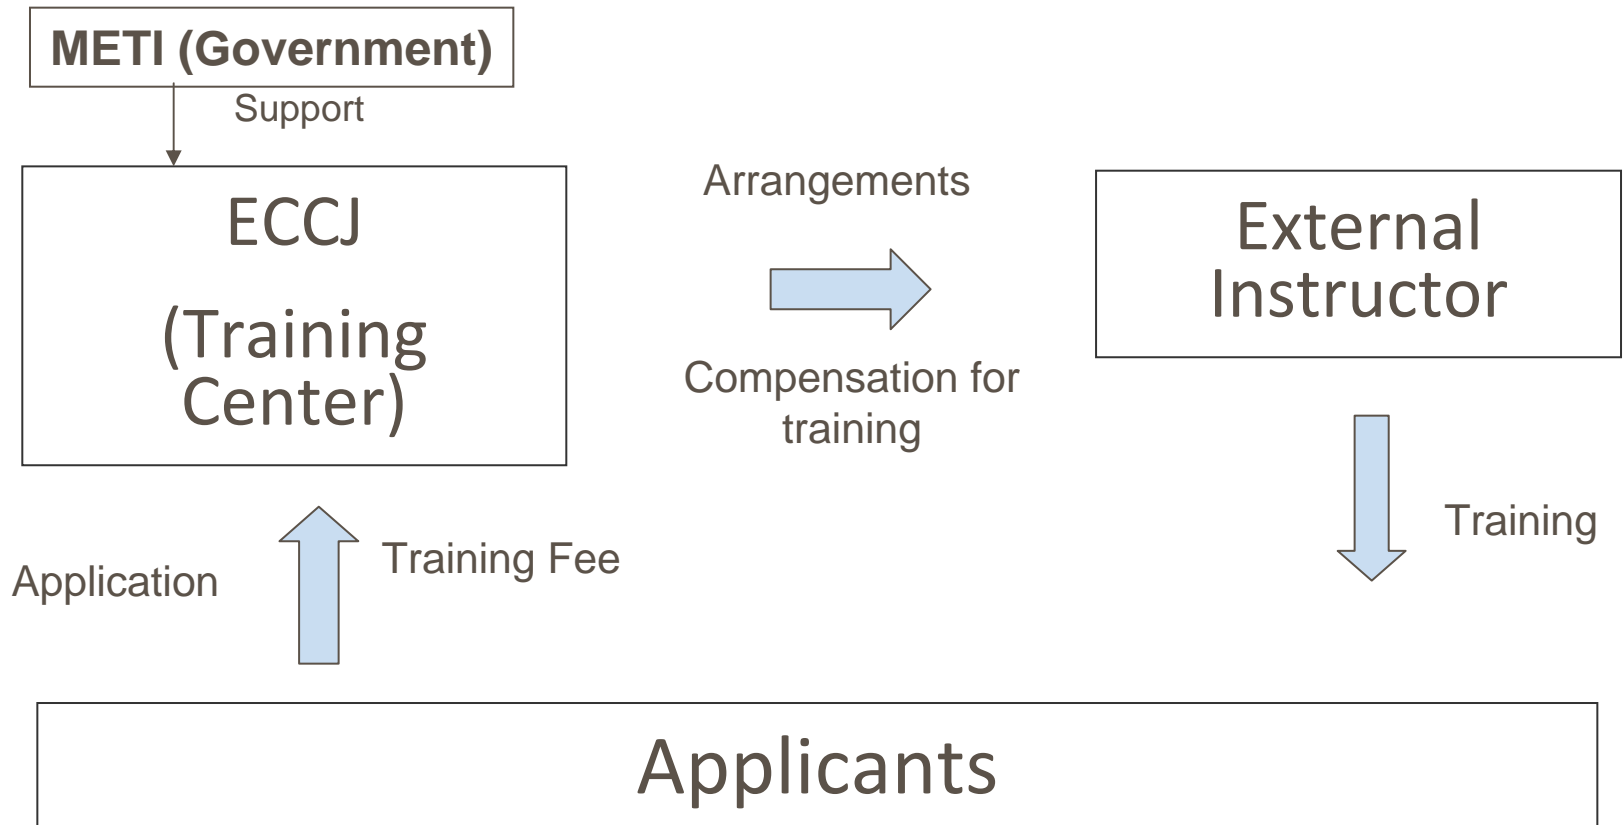 METI (Government)
Support
ECCJ
(Training
Center)
Arrangements
Compensation for
training
External
Instructor
Application
Training Fee
Training
Applicants